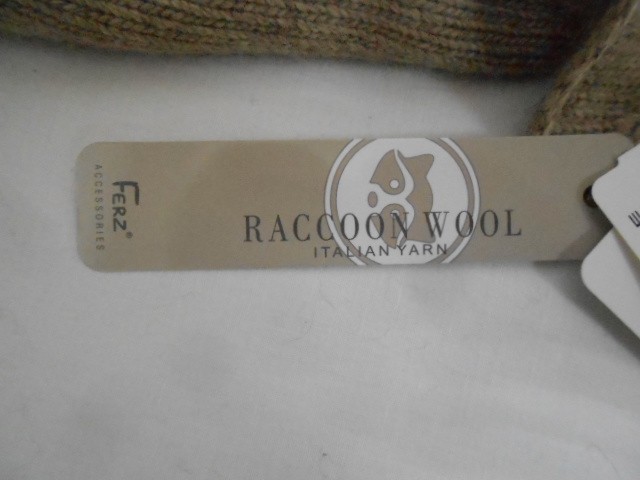 FERZ®
ACCESSORIES
RACCOON WOOL
ITALIAN YARN